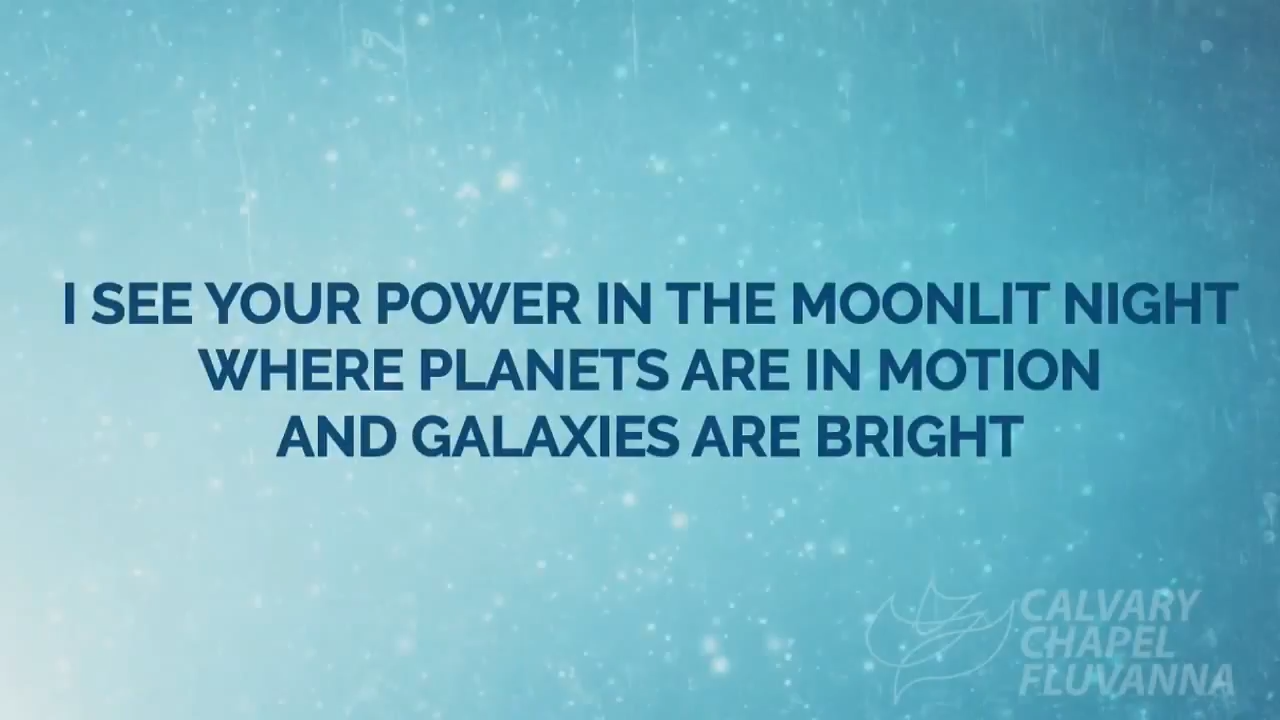 I SEE YOUR POWER IN THE MOONLIT NIGHT
WHERE PLANETS ARE IN MOTION
AND GALAXIES ARE BRIGHT
CALVARY
CHAPEL
FLUVANNA